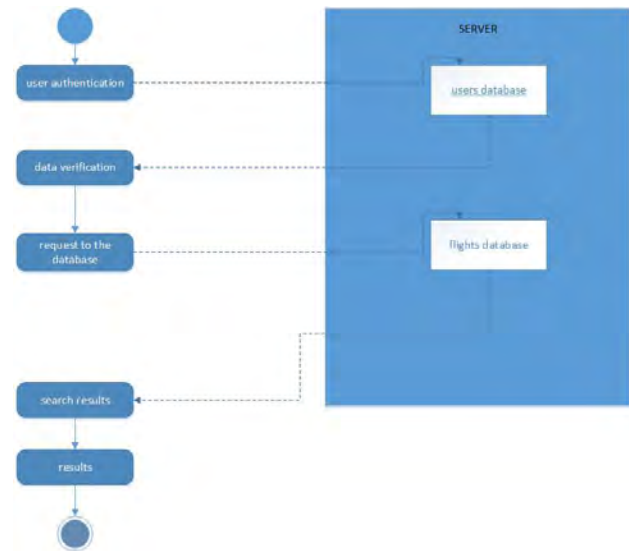 SERVER
user authentication
users database
data verification
request to the
database
flights database
search results
results